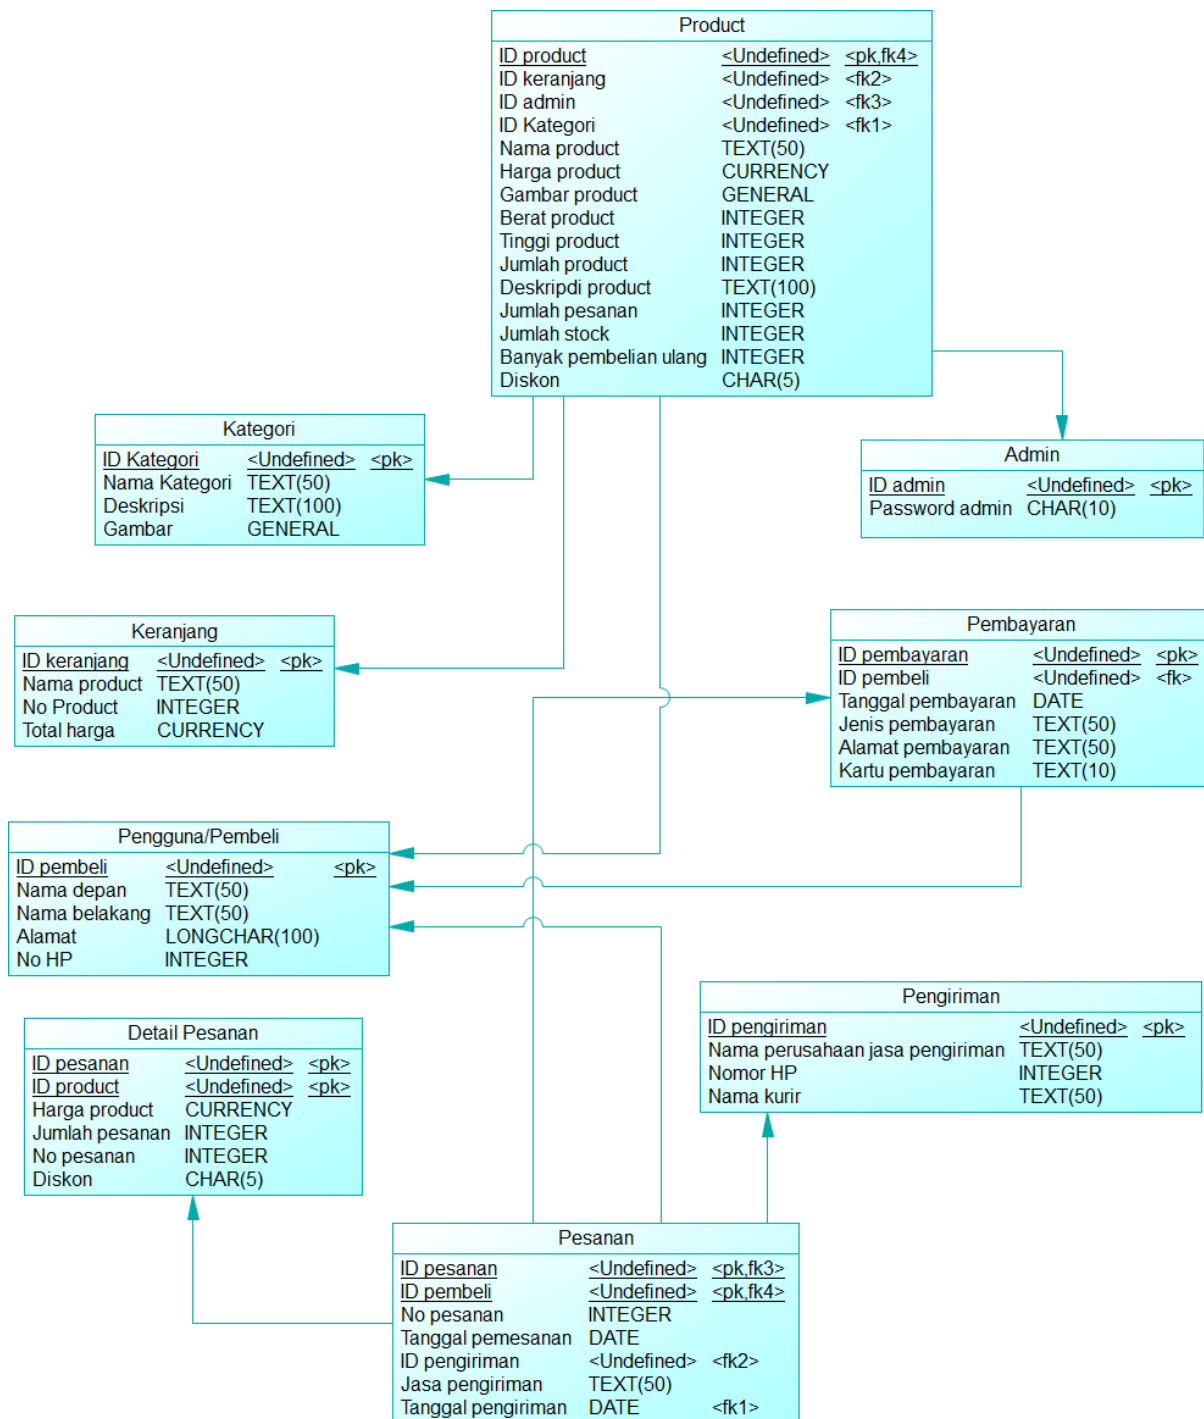 Product
ID product <Undefined> <pk,fk4>
ID keranjang <Undefined> <fk2>
ID admin <Undefined> <fk3>
ID Kategori <Undefined> <fk1>
Nama product TEXT(50)
Harga product CURRENCY
Gambar product GENERAL
Berat product INTEGER
Tinggi product INTEGER
Jumlah product INTEGER
Deskripdi product TEXT(100)
Jumlah pesanan INTEGER
Jumlah stock INTEGER
Banyak pembelian ulang INTEGER
Diskon CHAR(5)
Kategori
ID Kategori <Undefined> <pk>
Nama Kategori TEXT(50)
Deskripsi TEXT(100)
Gambar GENERAL
Admin
ID admin <Undefined> <pk>
Password admin CHAR(10)
Keranjang
ID keranjang <Undefined> <pk>
Nama product TEXT(50)
No Product INTEGER
Total harga CURRENCY
Pembayaran
ID pembayaran <Undefined> <pk>
ID pembeli <Undefined> <fk>
Tanggal pembayaran DATE
Jenis pembayaran TEXT(50)
Alamat pembayaran TEXT(50)
Kartu pembayaran TEXT(10)
Pengguna/Pembeli
ID pembeli <Undefined> <pk>
Nama depan TEXT(50)
Nama belakang TEXT(50)
Alamat LONGCHAR(100)
No HP INTEGER
Pengiriman
ID pengiriman <Undefined> <pk>
Nama perusahaan jasa pengiriman TEXT(50)
Nomor HP INTEGER
Nama kurir TEXT(50)
Detail Pesanan
ID pesanan <Undefined> <pk>
ID product <Undefined> <pk>
Harga product CURRENCY
Jumlah pesanan INTEGER
No pesanan INTEGER
Diskon CHAR(5)
Pesanan
ID pesanan <Undefined> <pk,fk3>
ID pembeli <Undefined> <pk,fk4>
No pesanan INTEGER
Tanggal pemesanan DATE
ID pengiriman <Undefined> <fk2>
Jasa pengiriman TEXT(50)
Tanggal pengiriman DATE <fk1>